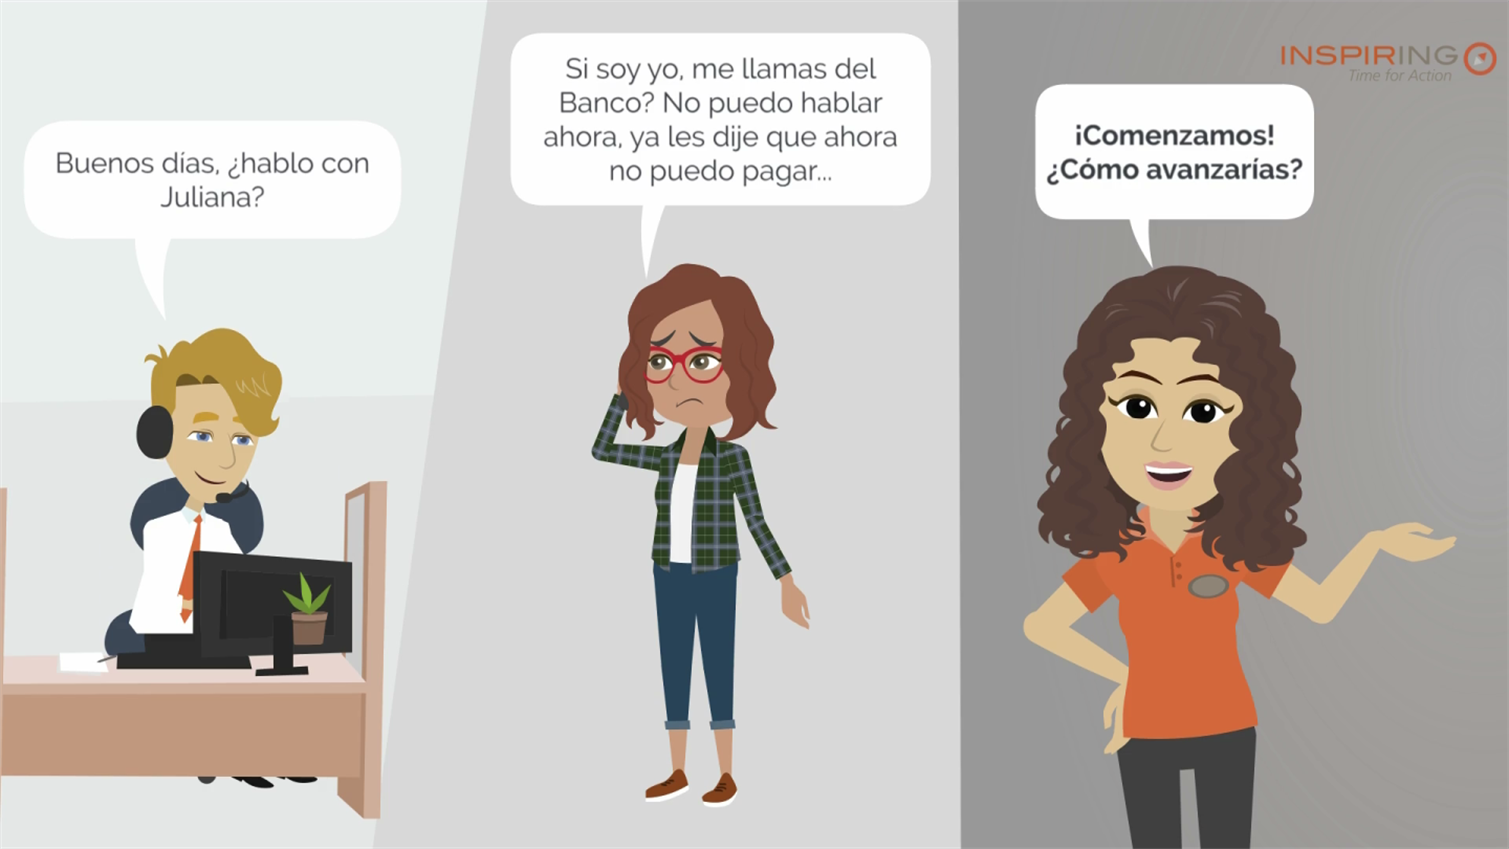 Buenos días, ¿hablo con
Juliana?
Si soy yo, me llamas del
Banco? No puedo hablar
ahora, ya les dije que ahora
no puedo pagar...
INSPIRING
Time for Action
¡Comenzamos!
¿Cómo avanzarías?